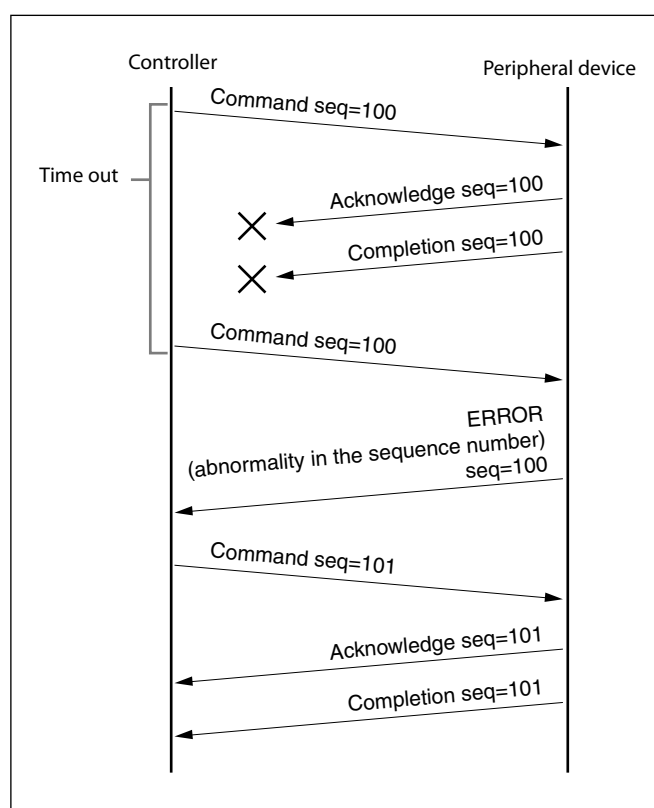 Controller
Peripheral device
Command seq=100
Time out
Acknowledge seq=100
Completion seq=100
Command seq=100
ERROR
(abnormality in the sequence number)
seq=100
Command seq=101
Acknowledge seq=101
Completion seq=101